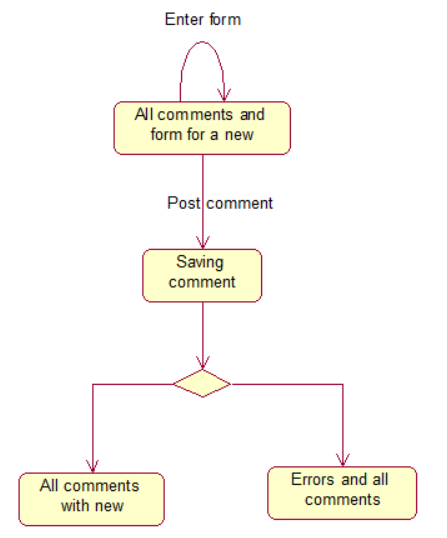 Enter form
All comments and
form for a new
Post comment
Saving
comment
All comments
with new
Errors and all
comments